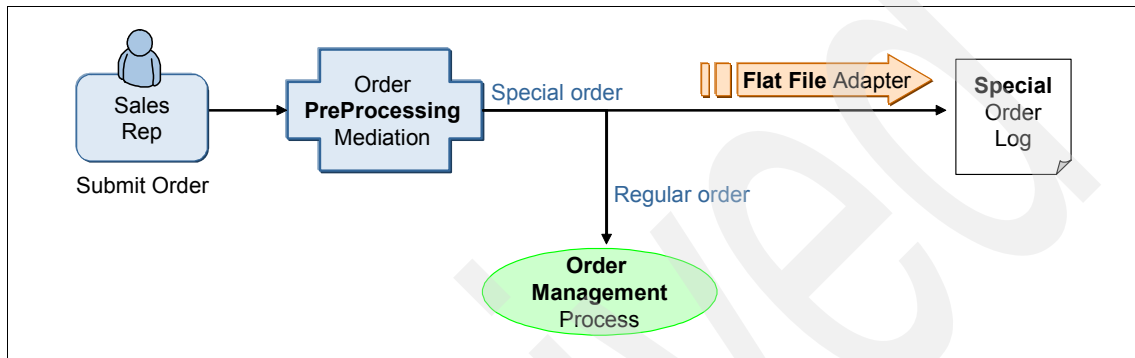 Sales
Rep
Submit Order
Order
PreProcessing
Mediation
Special order
Flat File Adapter
Special
Order
Log
Regular order
Order
Management
Process